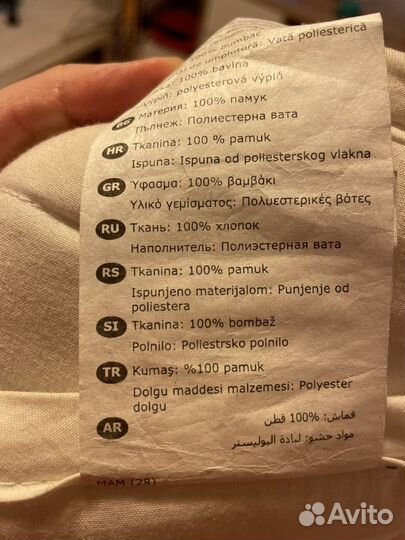 100% bumbac
de umplutură: Vată poliesterică
100% bavlna
polyesterová výplň
BG Материя: 100% памук
Пълнеж: Полиестерна вата
HR Tkanina: 100 % pamuk
Ispuna: Ispuna od poliesterskog vlakna
GR Ύφασμα: 100% βαμβάκι
Υλικό γεμίσματος: Πολυεστερικές βάτες
RU Ткань: 100% хлопок
Наполнитель: Полиэстерная вата
RS Tkanina: 100% pamuk
Ispunjeno materijalom: Punjenje od
poliestera
SI Tkanina: 100% bombaž
Polnilo: Poliestrsko polnilo
TR Kumaş: %100 pamuk
Dolgu maddesi malzemesi: Polyester
dolgu
AR قماش: 100% قطن
مواد حشو: لبادة البوليستر
MAM (28)
Avito